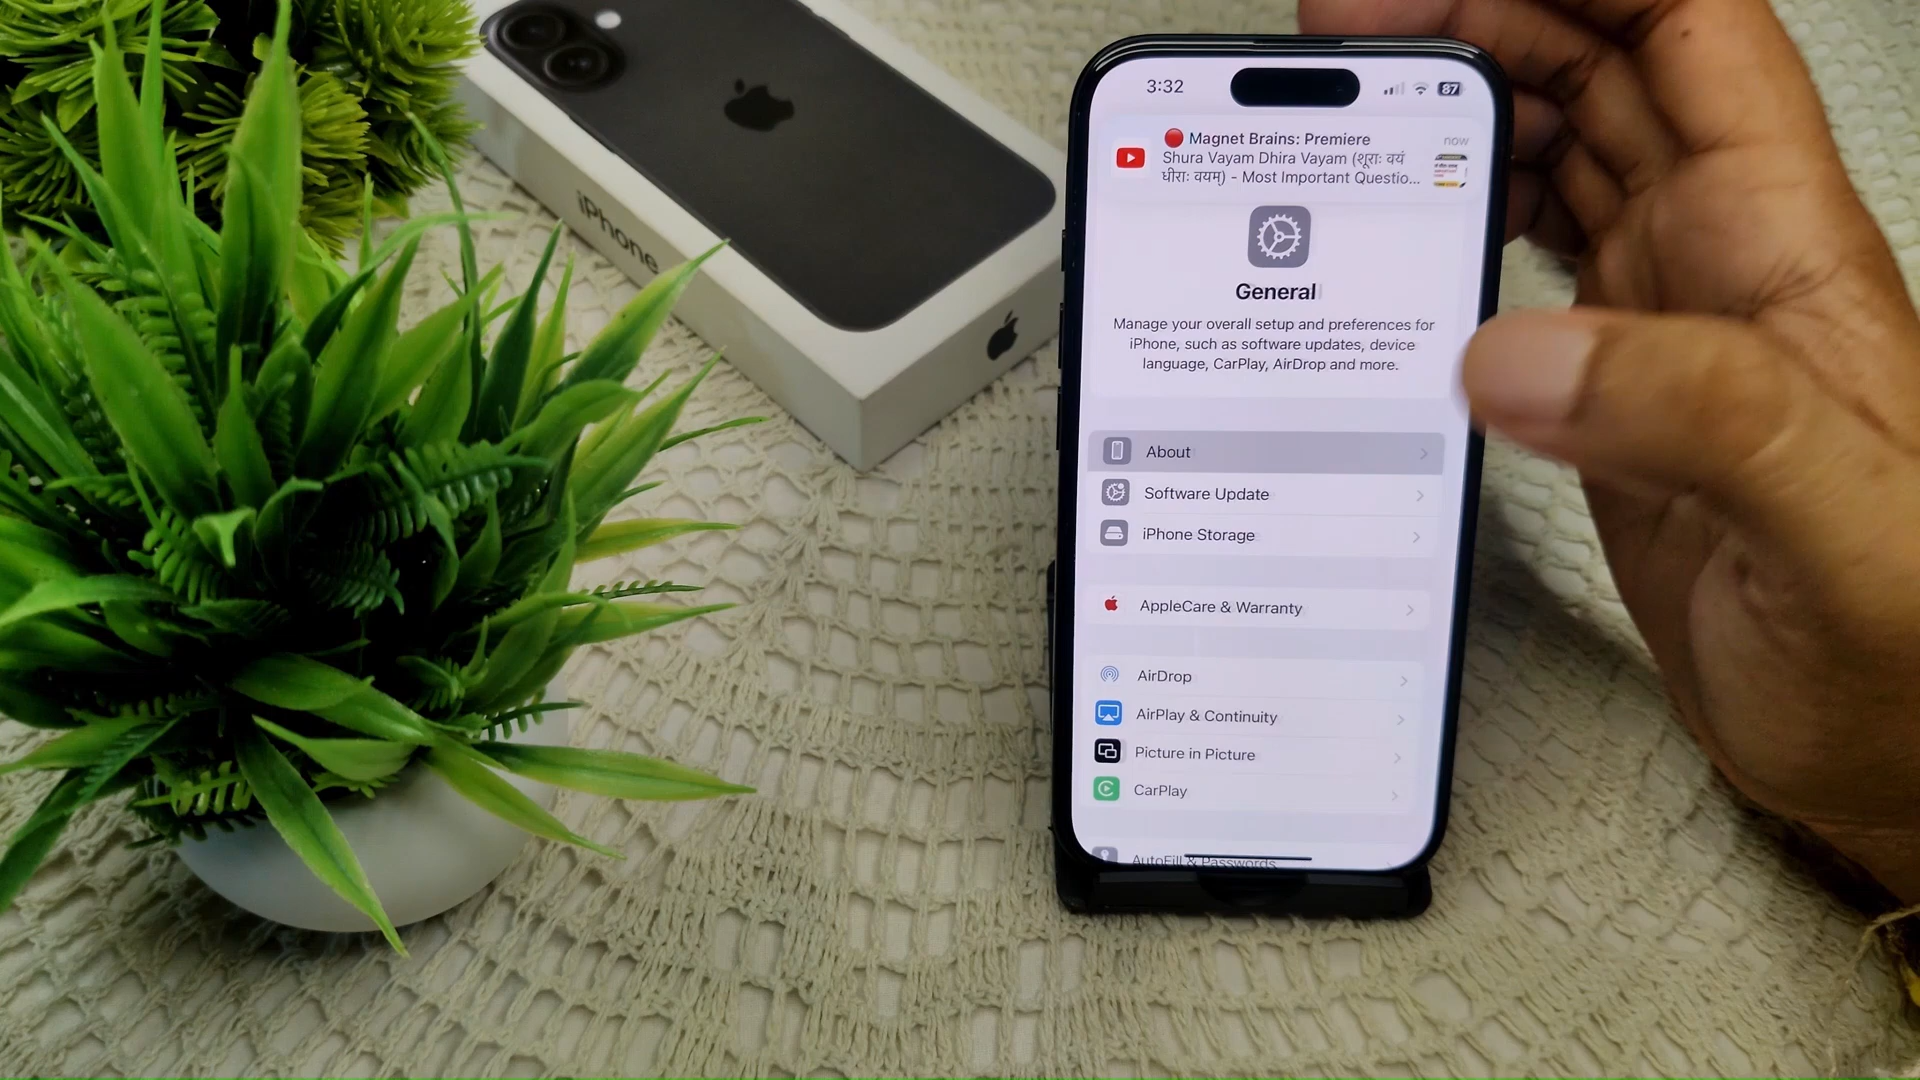 iPhone
3:32
87
🔴 Magnet Brains: Premiere
now
Shura Vayam Dhira Vayam (शूराः वयं
धीराः वयम्) - Most Important Questio...
General
Manage your overall setup and preferences for
iPhone, such as software updates, device
language, CarPlay, AirDrop and more.
About
Software Update
iPhone Storage
AppleCare & Warranty
AirDrop
AirPlay & Continuity
Picture in Picture
CarPlay
AutoFill & Passwords